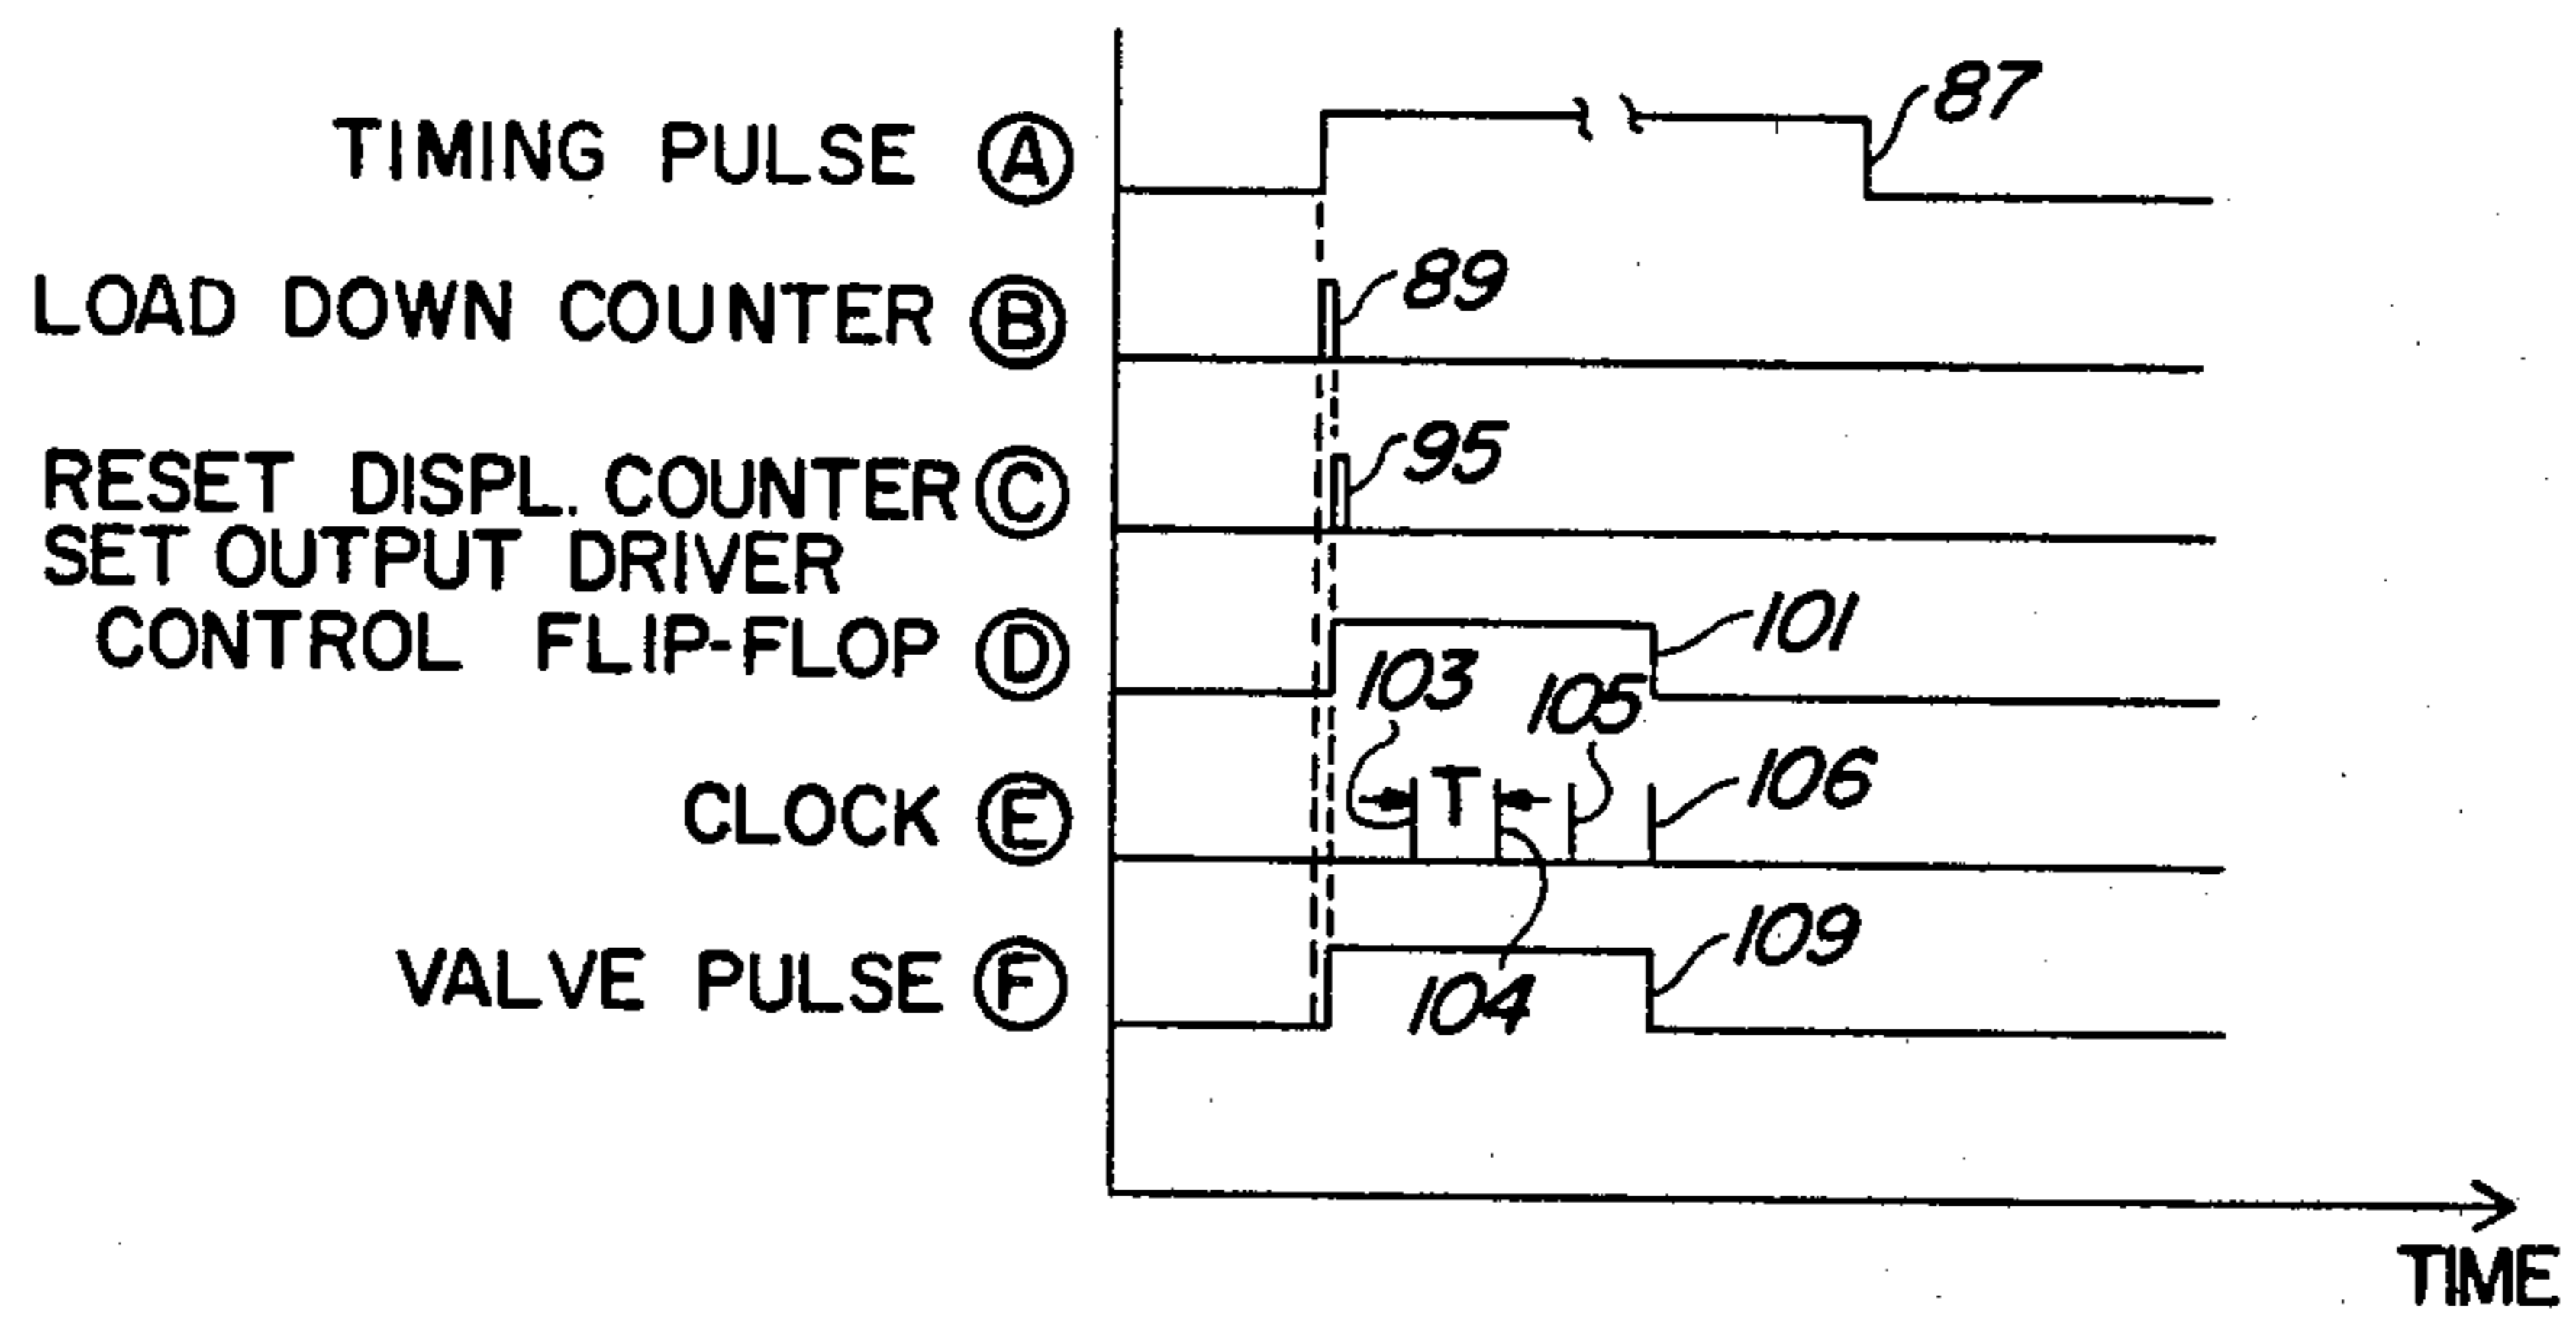 TIMING PULSE Ⓐ
87
LOAD DOWN COUNTER Ⓑ
89
RESET DISPL. COUNTER Ⓒ
95
SET OUTPUT DRIVER
CONTROL FLIP-FLOP Ⓓ
101
103
105
CLOCK Ⓔ
T
106
VALVE PULSE Ⓕ
104
109
TIME